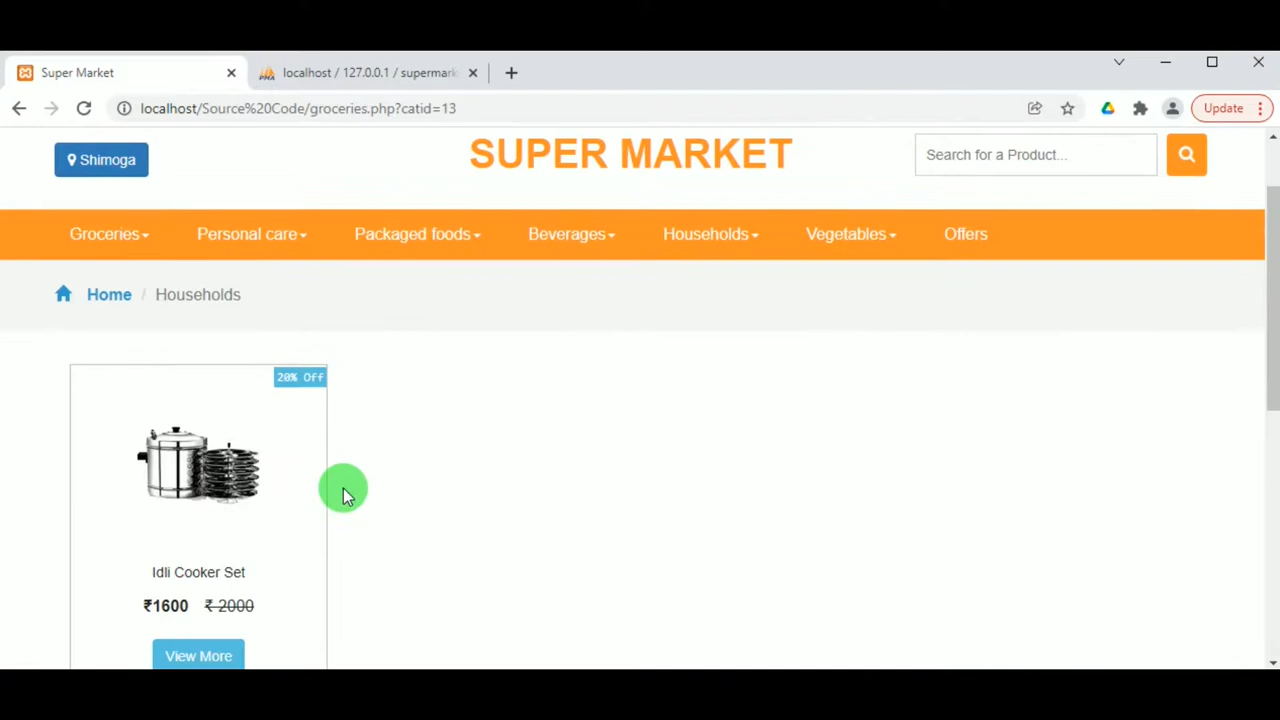 Super Market
localhost / 127.0.0.1 / supermark
localhost/Source%20Code/groceries.php?catid=13
Update
Shimoga
SUPER MARKET
Search for a Product...
Groceries Personal care Packaged foods Beverages Households Vegetables Offers
Home / Households
20% Off
Idli Cooker Set
₹1600 ₹ 2000
View More